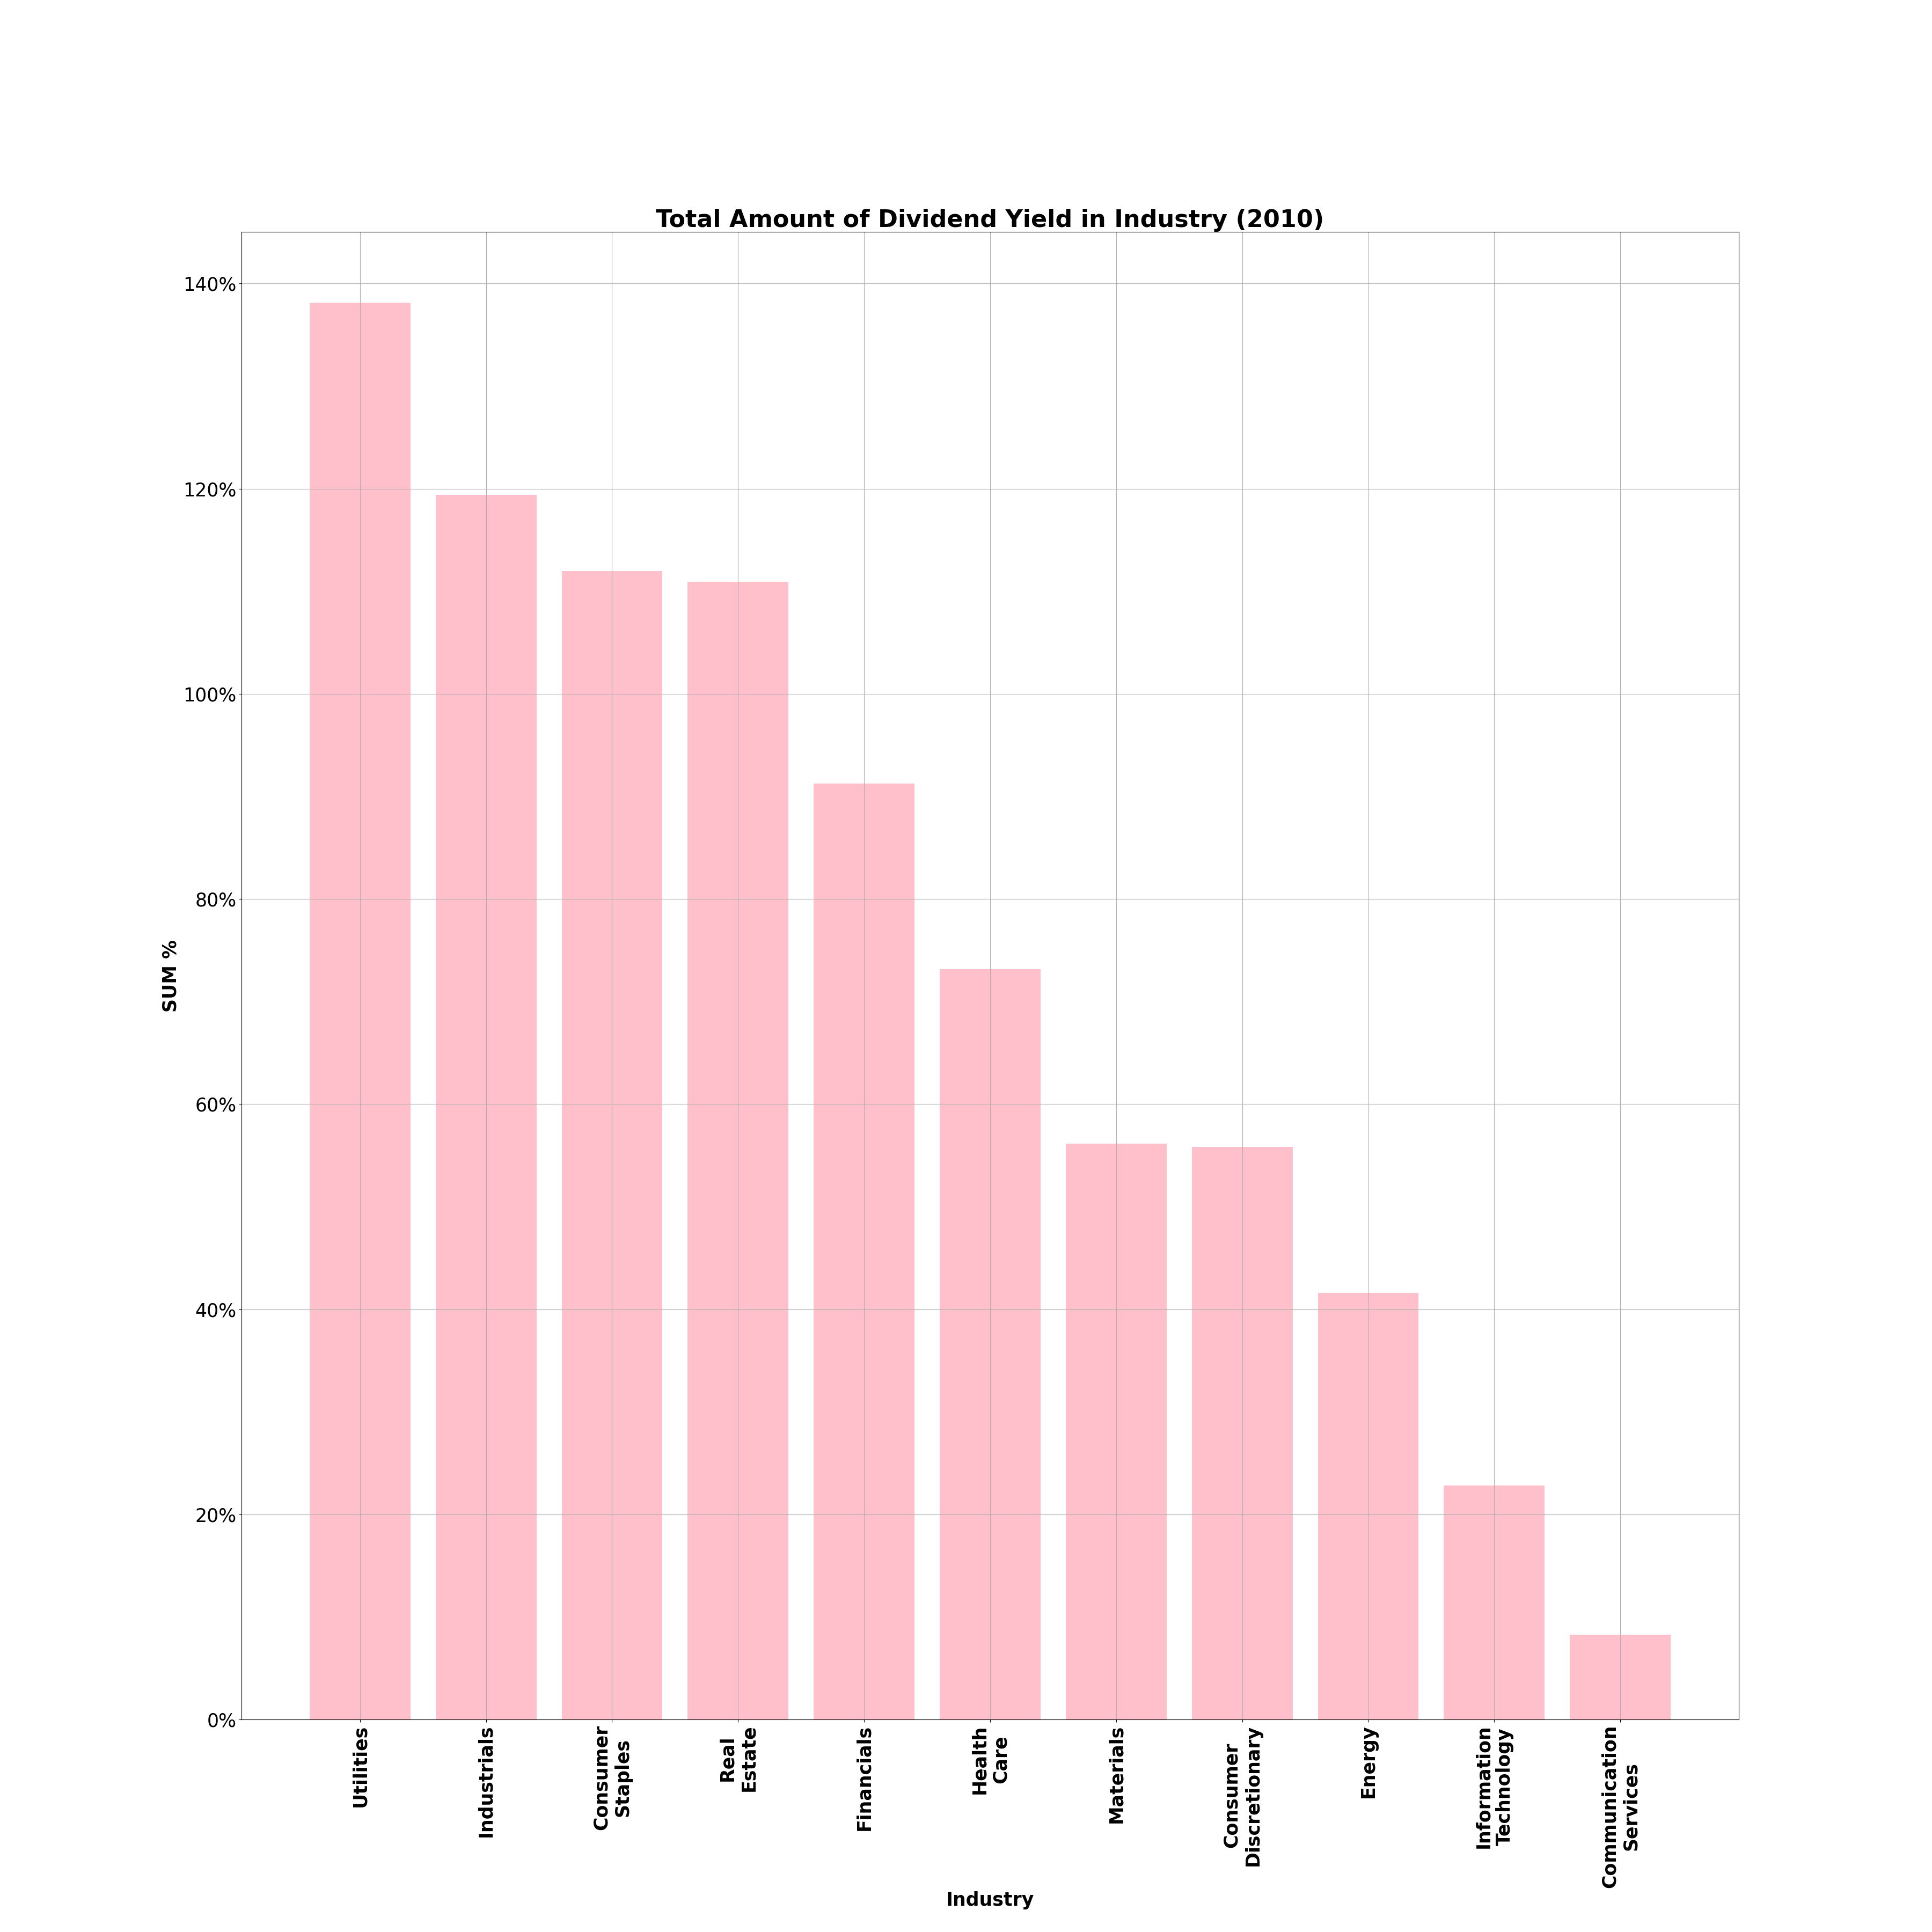 Total Amount of Dividend Yield in Industry (2010)
140%
120%
100%
80%
60%
40%
20%
0%
SUM %
Utilities
Industrials
Consumer
Staples
Real
Estate
Financials
Health
Care
Materials
Consumer
Discretionary
Energy
Information
Technology
Communication
Services
Industry